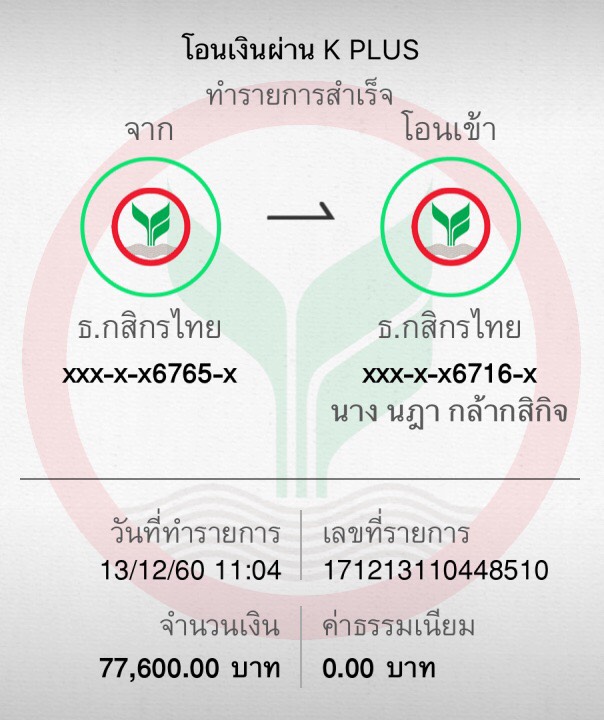 โอนเงินผ่าน K PLUS
ทำรายการสำเร็จ
จาก
โอนเข้า
ธ.กสิกรไทย
xxx-x-x6765-x
ธ.กสิกรไทย
xxx-x-x6716-x
นาง นฎา กล้ากสิกิจ
วันที่ทำรายการ
13/12/60 11:04
เลขที่รายการ
171213110448510
จำนวนเงิน
77,600.00 บาท
ค่าธรรมเนียม
0.00 บาท